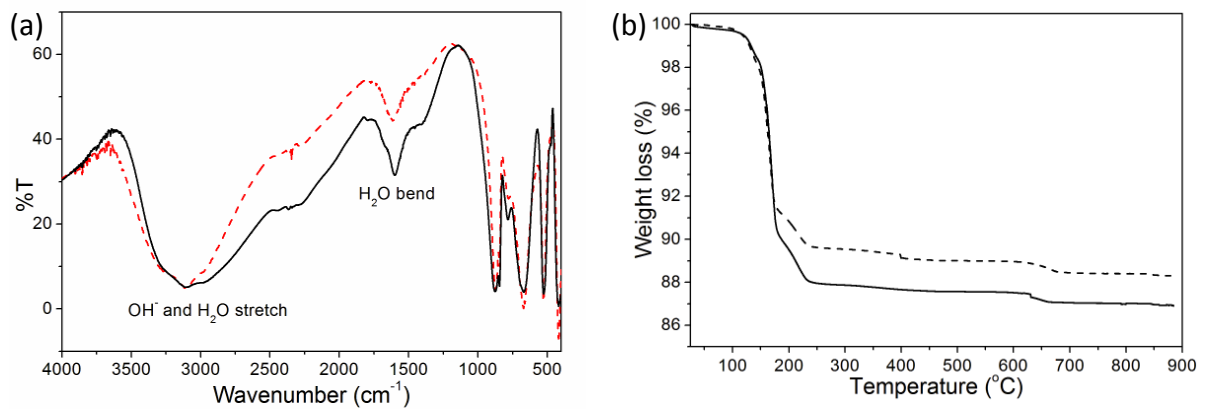 (a)
60
40
20
0
%T
H₂O bend
OH⁻ and H₂O stretch
4000 3500 3000 2500 2000 1500 1000 500
Wavenumber (cm⁻¹)
(b)
100
98
96
94
92
90
88
86
Weight loss (%)
0 100 200 300 400 500 600 700 800 900
Temperature (°C)